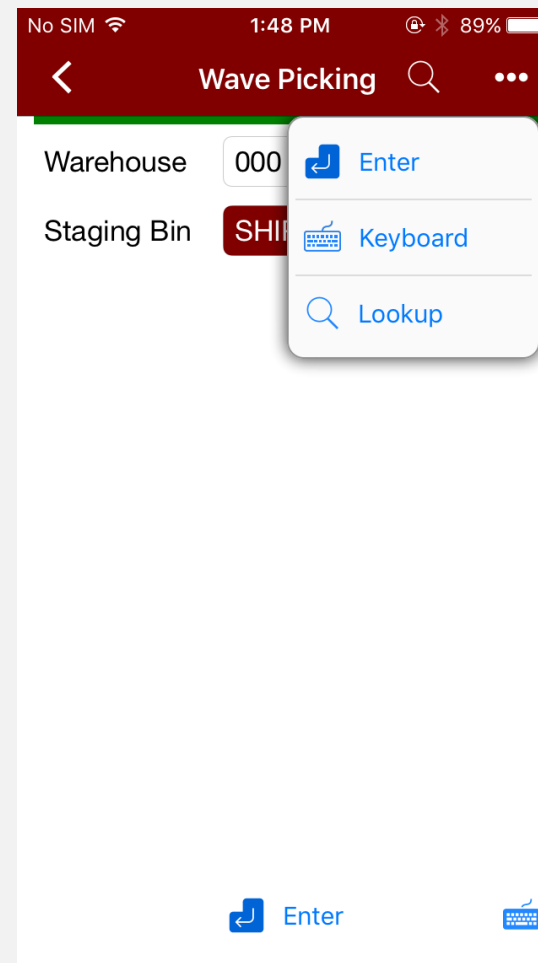 No SIM 1:48 PM 89%
Wave Picking
Warehouse 000
Enter
Staging Bin
Keyboard
Lookup
Enter